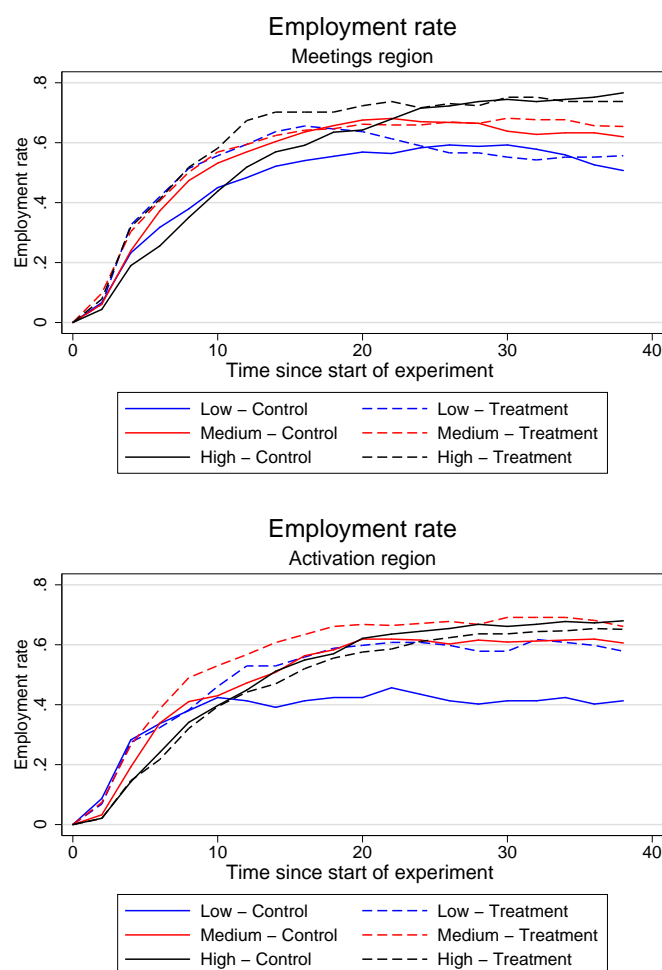 Employment rate
Meetings region
Employment rate
.8
.6
.4
.2
0
0 10 20 30 40
Time since start of experiment
Low − Control Low − Treatment
Medium − Control Medium − Treatment
High − Control High − Treatment
Employment rate
Activation region
Employment rate
.8
.6
.4
.2
0
0 10 20 30 40
Time since start of experiment
Low − Control Low − Treatment
Medium − Control Medium − Treatment
High − Control High − Treatment